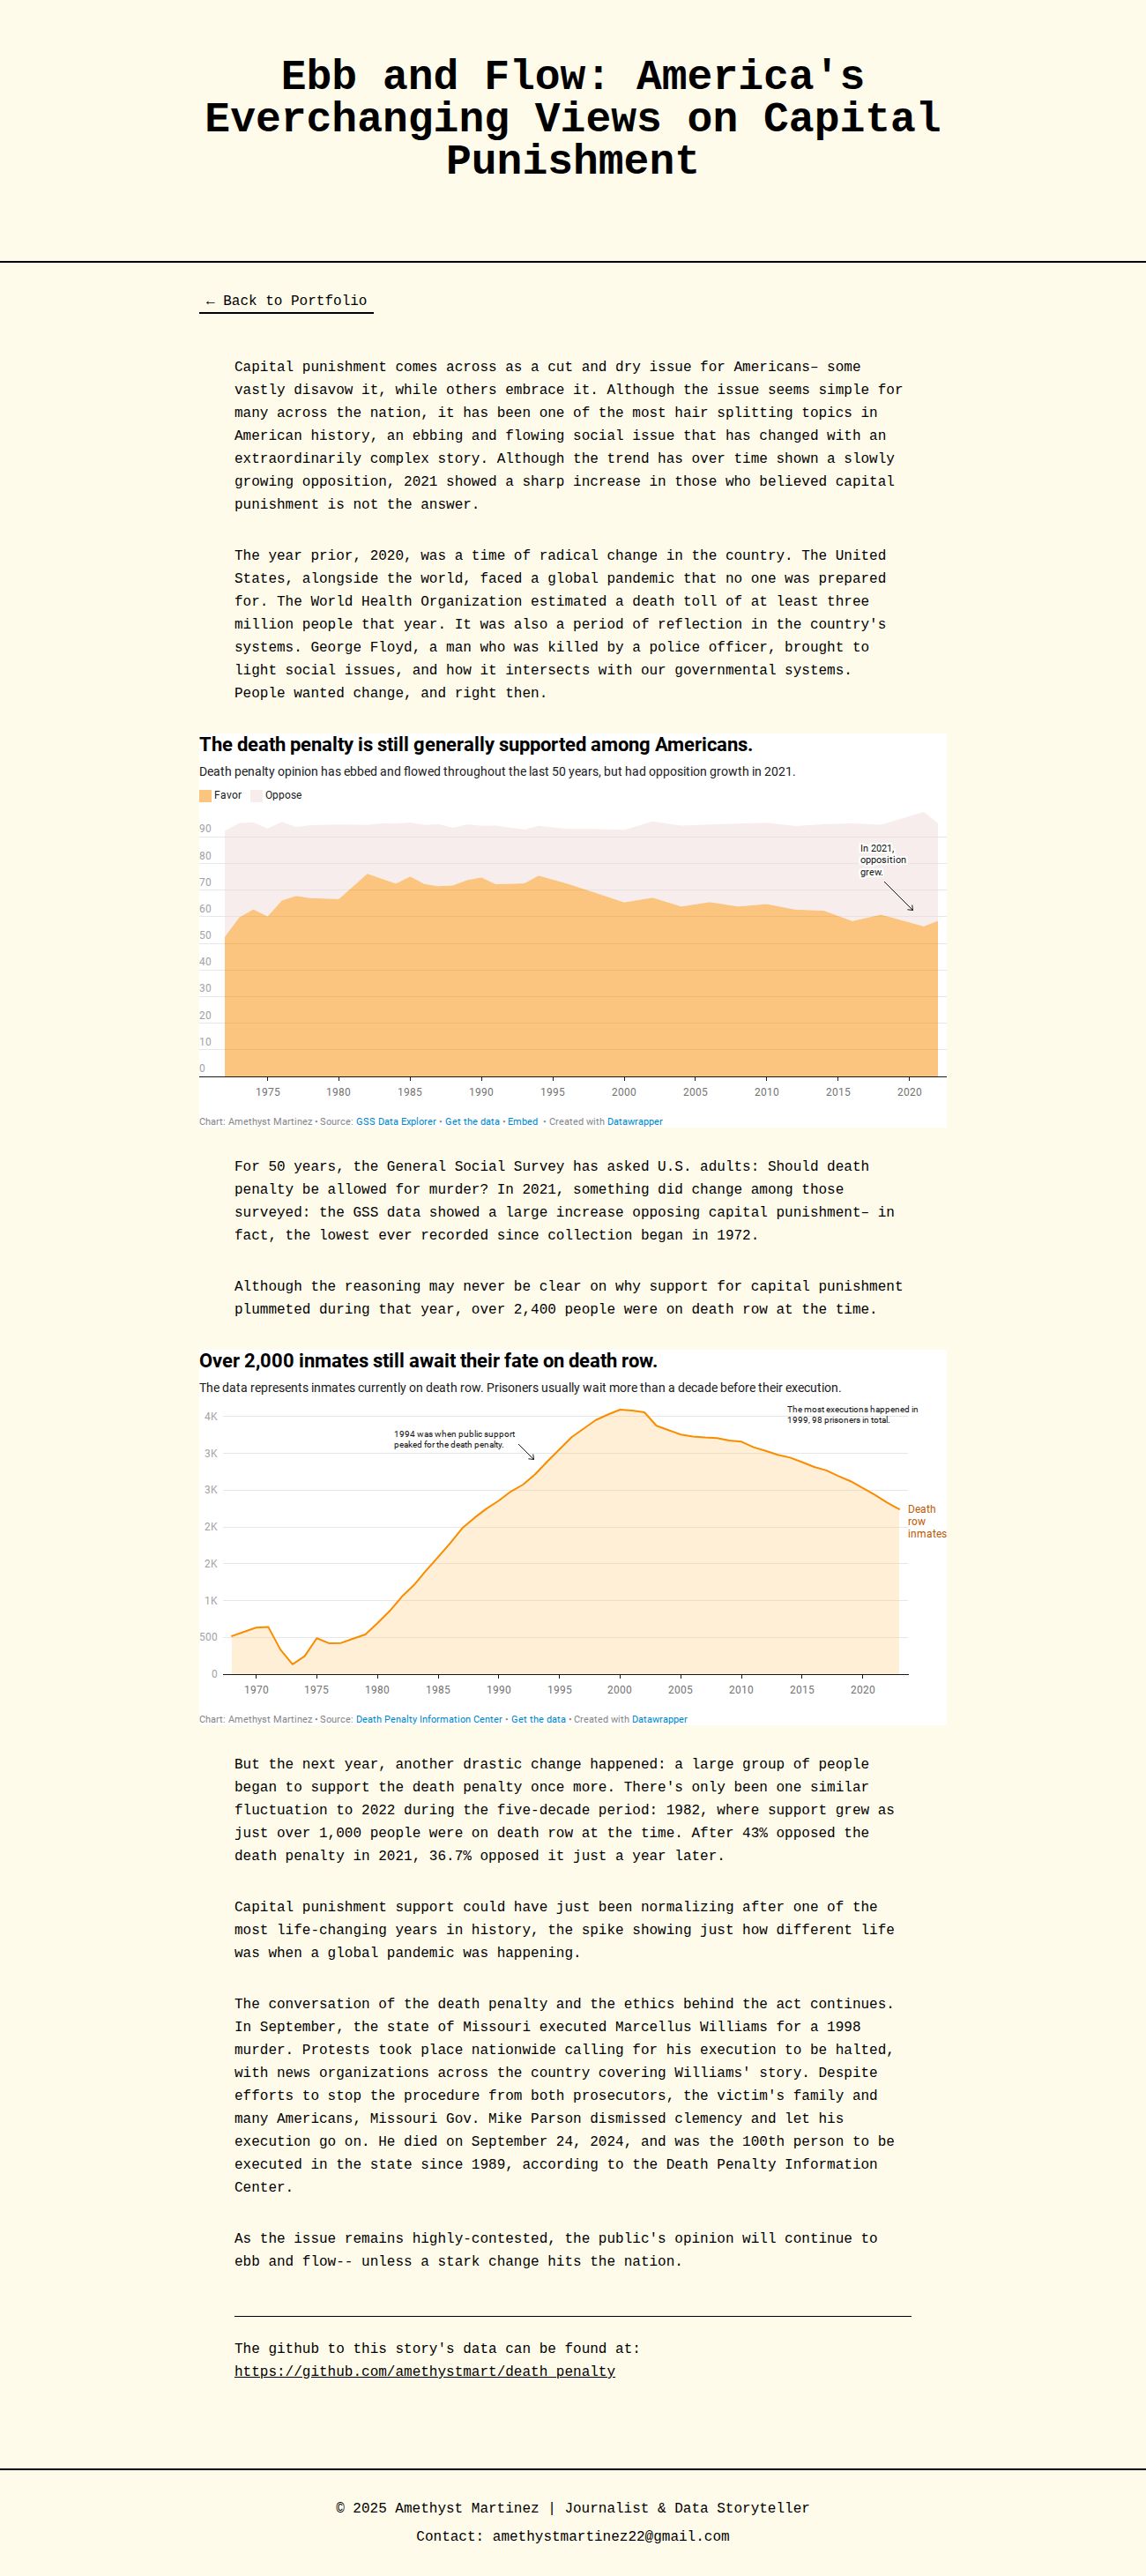 Ebb and Flow: America's
Everchanging Views on Capital
Punishment
← Back to Portfolio
Capital punishment comes across as a cut and dry issue for Americans– some
vastly disavow it, while others embrace it. Although the issue seems simple for
many across the nation, it has been one of the most hair splitting topics in
American history, an ebbing and flowing social issue that has changed with an
extraordinarily complex story. Although the trend has over time shown a slowly
growing opposition, 2021 showed a sharp increase in those who believed capital
punishment is not the answer.
The year prior, 2020, was a time of radical change in the country. The United
States, alongside the world, faced a global pandemic that no one was prepared
for. The World Health Organization estimated a death toll of at least three
million people that year. It was also a period of reflection in the country's
systems. George Floyd, a man who was killed by a police officer, brought to
light social issues, and how it intersects with our governmental systems.
People wanted change, and right then.
The death penalty is still generally supported among Americans.
Death penalty opinion has ebbed and flowed throughout the last 50 years, but had opposition growth in 2021.
Favor Oppose
90
80
70
60
50
40
30
20
10
0
In 2021,
opposition
grew.
1975 1980 1985 1990 1995 2000 2005 2010 2015 2020
Chart: Amethyst Martinez • Source: GSS Data Explorer • Get the data • Embed • Created with Datawrapper
For 50 years, the General Social Survey has asked U.S. adults: Should death
penalty be allowed for murder? In 2021, something did change among those
surveyed: the GSS data showed a large increase opposing capital punishment– in
fact, the lowest ever recorded since collection began in 1972.
Although the reasoning may never be clear on why support for capital punishment
plummeted during that year, over 2,400 people were on death row at the time.
Over 2,000 inmates still await their fate on death row.
The data represents inmates currently on death row. Prisoners usually wait more than a decade before their execution.
4K
3K
3K
2K
2K
1K
500
0
1994 was when public support
peaked for the death penalty.
The most executions happened in
1999, 98 prisoners in total.
Death
row
inmates
1970 1975 1980 1985 1990 1995 2000 2005 2010 2015 2020
Chart: Amethyst Martinez • Source: Death Penalty Information Center • Get the data • Created with Datawrapper
But the next year, another drastic change happened: a large group of people
began to support the death penalty once more. There's only been one similar
fluctuation to 2022 during the five-decade period: 1982, where support grew as
just over 1,000 people were on death row at the time. After 43% opposed the
death penalty in 2021, 36.7% opposed it just a year later.
Capital punishment support could have just been normalizing after one of the
most life-changing years in history, the spike showing just how different life
was when a global pandemic was happening.
The conversation of the death penalty and the ethics behind the act continues.
In September, the state of Missouri executed Marcellus Williams for a 1998
murder. Protests took place nationwide calling for his execution to be halted,
with news organizations across the country covering Williams' story. Despite
efforts to stop the procedure from both prosecutors, the victim's family and
many Americans, Missouri Gov. Mike Parson dismissed clemency and let his
execution go on. He died on September 24, 2024, and was the 100th person to be
executed in the state since 1989, according to the Death Penalty Information
Center.
As the issue remains highly-contested, the public's opinion will continue to
ebb and flow-- unless a stark change hits the nation.
The github to this story's data can be found at:
https://github.com/amethystmart/death_penalty
© 2025 Amethyst Martinez | Journalist & Data Storyteller
Contact: amethystmartinez22@gmail.com